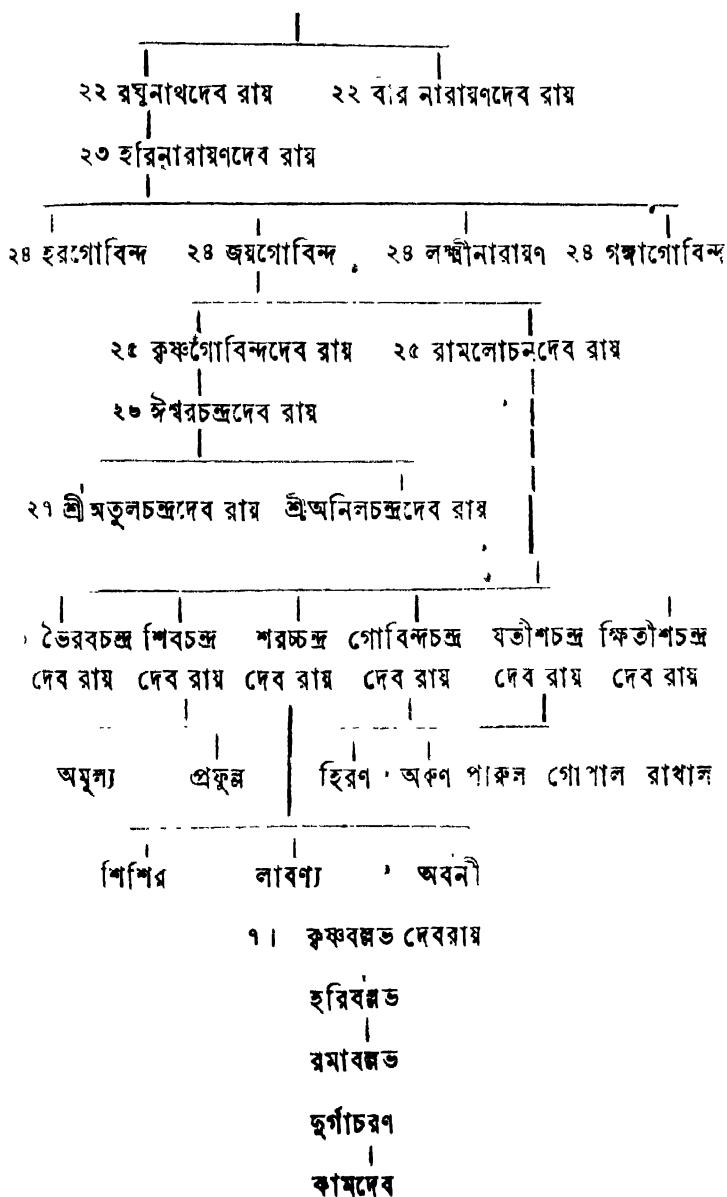 ২২ রঘুনাথদেব রায় ২২ বীর নারায়ণদেব রায়
২৩ হরিনারায়ণদেব রায়
২৪ হরগোবিন্দ ২৪ জয়গোবিন্দ ২৪ লক্ষ্মীনারায়ণ ২৪ গঙ্গাগোবিন্দ
২৫ কৃষ্ণগোবিন্দদেব রায় ২৫ রামলোচনদেব রায়
২৬ ঈশ্বরচন্দ্রদেব রায়
২৭ শ্রীঅতুলচন্দ্রদেব রায় শ্রীঅনিলচন্দ্রদেব রায়
ভৈরবচন্দ্র শিবচন্দ্র শরচ্চন্দ্র গোবিন্দচন্দ্র যতীশচন্দ্র ক্ষিতীশচন্দ্র
দেব রায় দেব রায় দেব রায় দেব রায় দেব রায় দেব রায়
অমূল্য প্রফুল্ল হিরণ অরুণ পারুল গোপাল রাখাল
শিশির লাবণ্য অবনী
৭। কৃষ্ণবল্লভ দেবরায়
হরিবল্লভ
রমাবল্লভ
দুর্গাচরণ
কামদেব